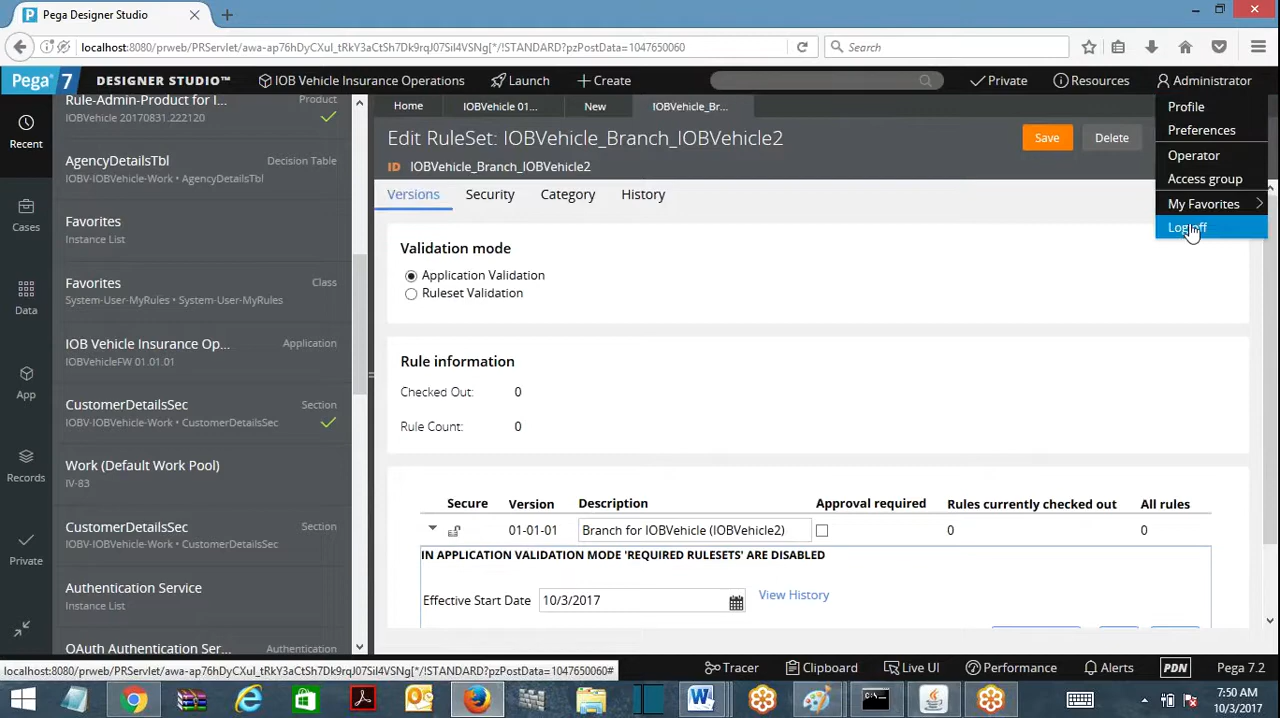 Pega Designer Studio
localhost:8080/prweb/PRServlet/awa-ap76hDyCXul_tRkY3aCtSh7Dk9rqJ07Sil4VSNg[*/!STANDARD?pzPostData=1047650060
Search
Pega 7 DESIGNER STUDIO™ IOB Vehicle Insurance Operations Launch Create Private Resources Administrator
Recent
Cases
Data
App
Records
Private
Rule-Admin-Product for I... Product
IOBVehicle 20170831.222120
AgencyDetailsTbl Decision Table
IOBV-IOBVehicle-Work • AgencyDetailsTbl
Favorites
Instance List
Favorites Class
System-User-MyRules • System-User-MyRules
IOB Vehicle Insurance Op... Application
IOBVehicleFW 01.01.01
CustomerDetailsSec Section
IOBV-IOBVehicle-Work • CustomerDetailsSec
Work (Default Work Pool)
IV-83
CustomerDetailsSec Section
IOBV-IOBVehicle-Work • CustomerDetailsSec
Authentication Service
Instance List
OAuth Authentication Ser... Authentication
Home IOBVehicle 01... New IOBVehicle_Br...
Edit RuleSet: IOBVehicle_Branch_IOBVehicle2
Save Delete
ID IOBVehicle_Branch_IOBVehicle2
Versions Security Category History
Profile
Preferences
Operator
Access group
My Favorites
Log off
Validation mode
Application Validation
Ruleset Validation
Rule information
Checked Out: 0
Rule Count: 0
Secure Version Description Approval required Rules currently checked out All rules
01-01-01 Branch for IOBVehicle (IOBVehicle2) 0 0
IN APPLICATION VALIDATION MODE 'REQUIRED RULESETS' ARE DISABLED
Effective Start Date 10/3/2017 View History
localhost:8080/prweb/PRServlet/awa-ap76hDyCXul_tRkY3aCtSh7Dk9rqJ07Sil4VSNg[*/!STANDARD?pzPostData=1047650060#
Tracer Clipboard Live UI Performance Alerts PDN Pega 7.2
7:50 AM
10/3/2017